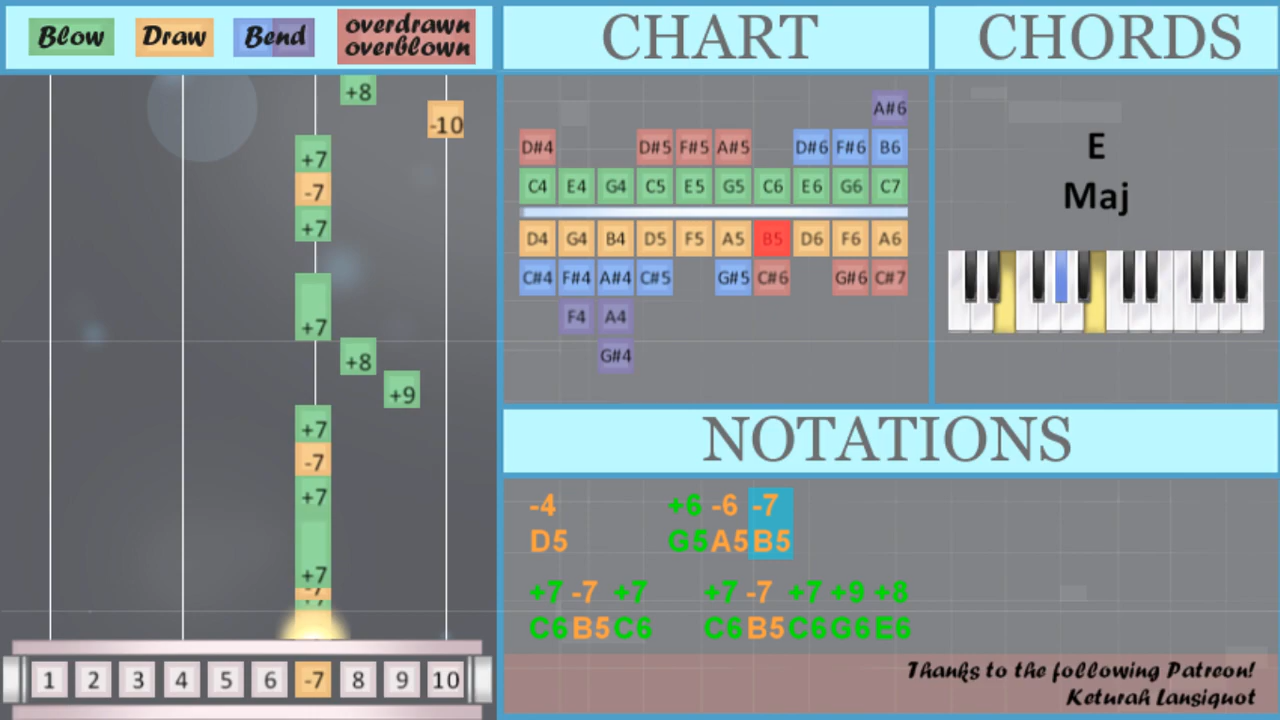 Blow Draw Bend overdrawn
overblown
CHART
CHORDS
+8
-10
+7
-7
+7
+7
+8
+9
+7
-7
+7
+7
-7
+7
1 2 3 4 5 6 -7 8 9 10
A#6
D#4 D#5 F#5 A#5 D#6 F#6 B6
C4 E4 G4 C5 E5 G5 C6 E6 G6 C7
D4 G4 B4 D5 F5 A5 B5 D6 F6 A6
C#4 F#4 A#4 C#5 G#5 C#6 G#6 C#7
F4 A4
G#4
E
Maj
NOTATIONS
-4 +6 -6 -7
D5 G5 A5 B5
+7 -7 +7 +7 -7 +7 +9 +8
C6 B5 C6 C6 B5 C6 G6 E6
Thanks to the following Patreon!
Keturah Lansiquot